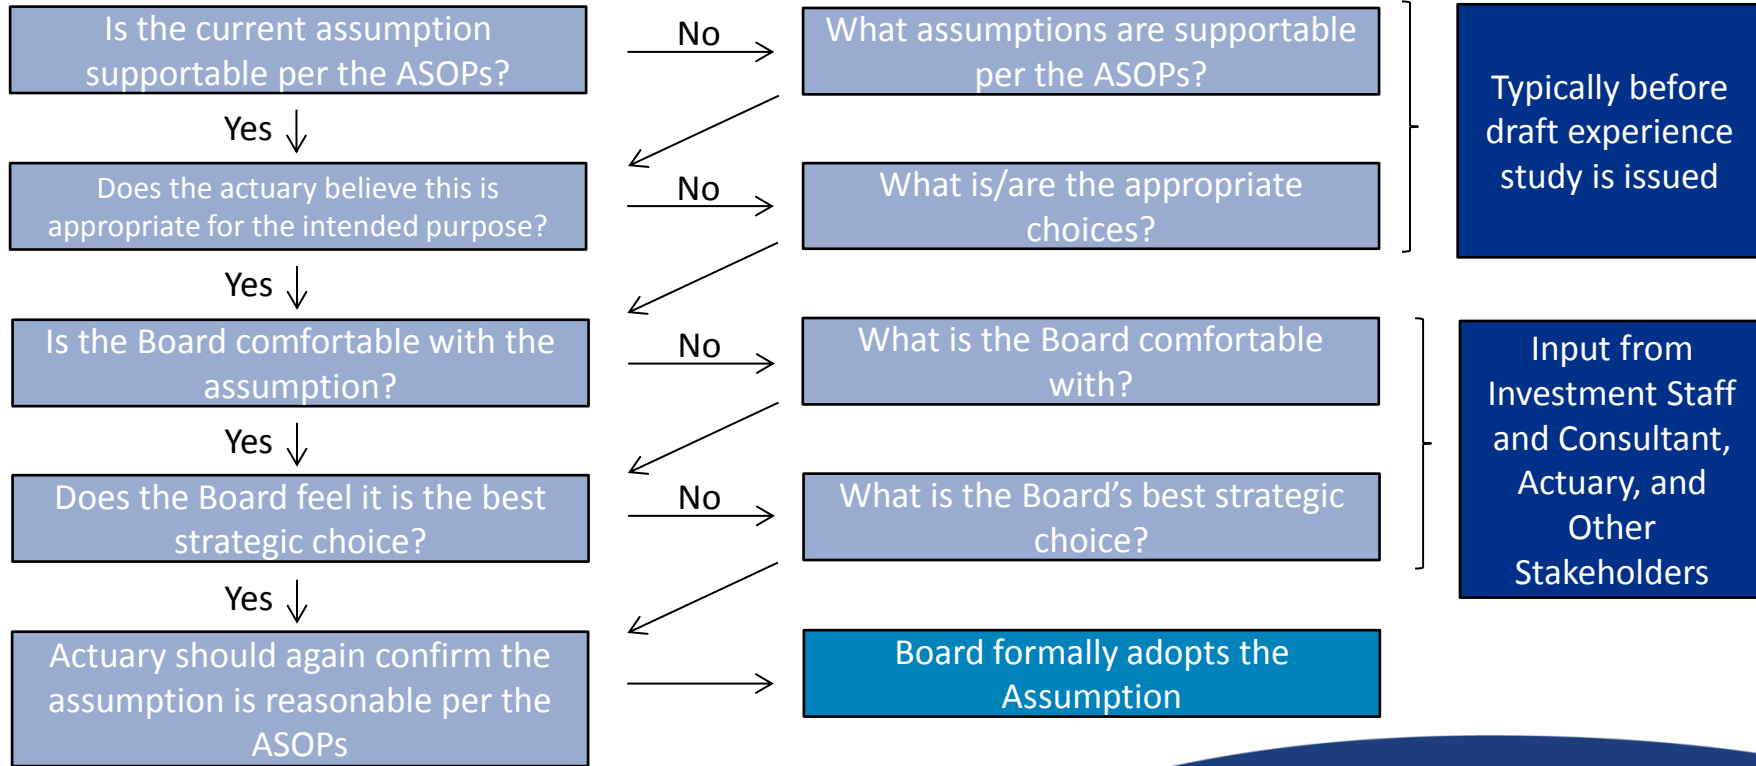 Is the current assumption
supportable per the ASOPs?
No
What assumptions are supportable
per the ASOPs?
Typically before
draft experience
study is issued
Yes
Does the actuary believe this is
appropriate for the intended purpose?
No
What is/are the appropriate
choices?
Yes
Is the Board comfortable with the
assumption?
No
What is the Board comfortable
with?
Input from
Investment Staff
and Consultant,
Actuary, and
Other
Stakeholders
Yes
Does the Board feel it is the best
strategic choice?
No
What is the Board’s best strategic
choice?
Yes
Actuary should again confirm the
assumption is reasonable per the
ASOPs
Board formally adopts the
Assumption